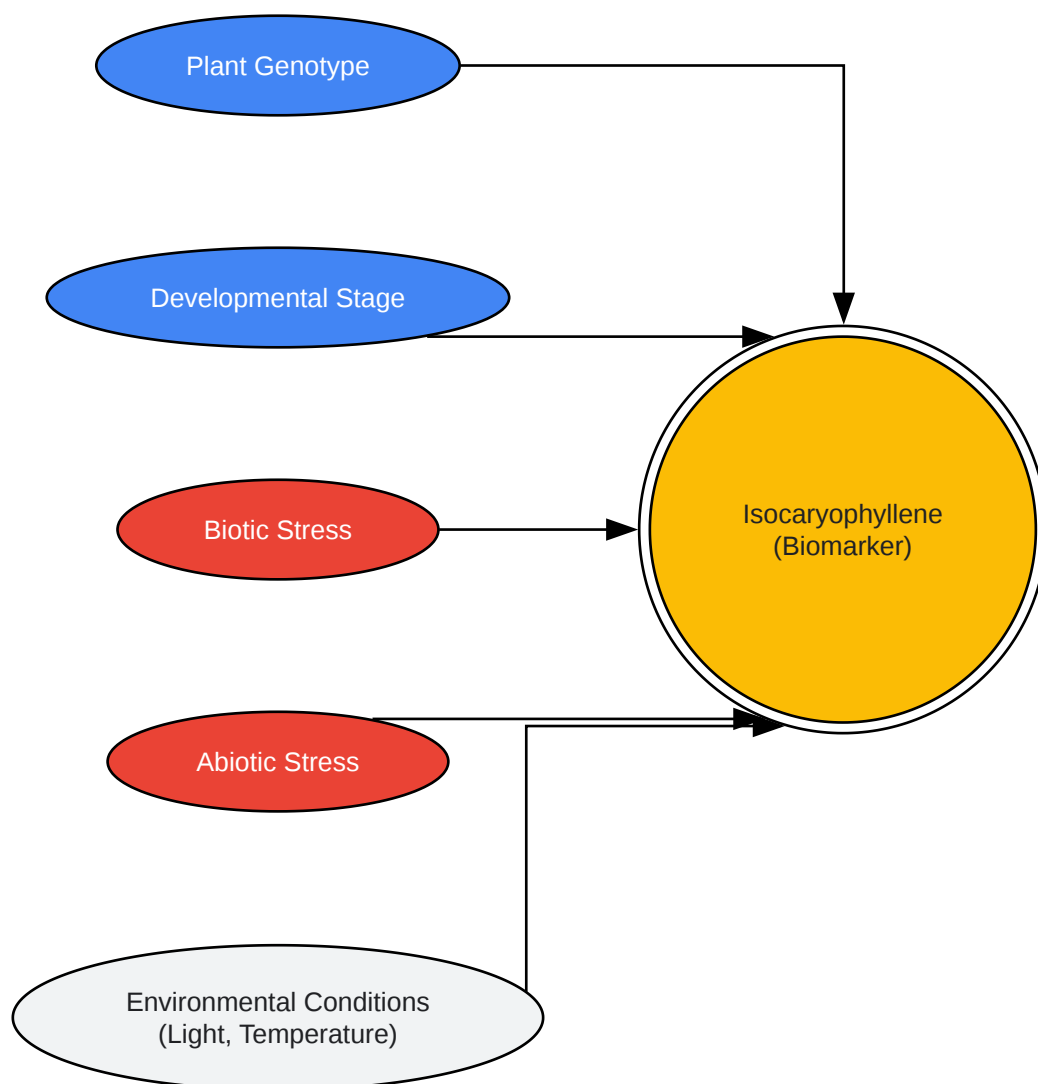 Plant Genotype
Developmental Stage
Biotic Stress
Isocaryophyllene
(Biomarker)
Abiotic Stress
Environmental Conditions
(Light, Temperature)